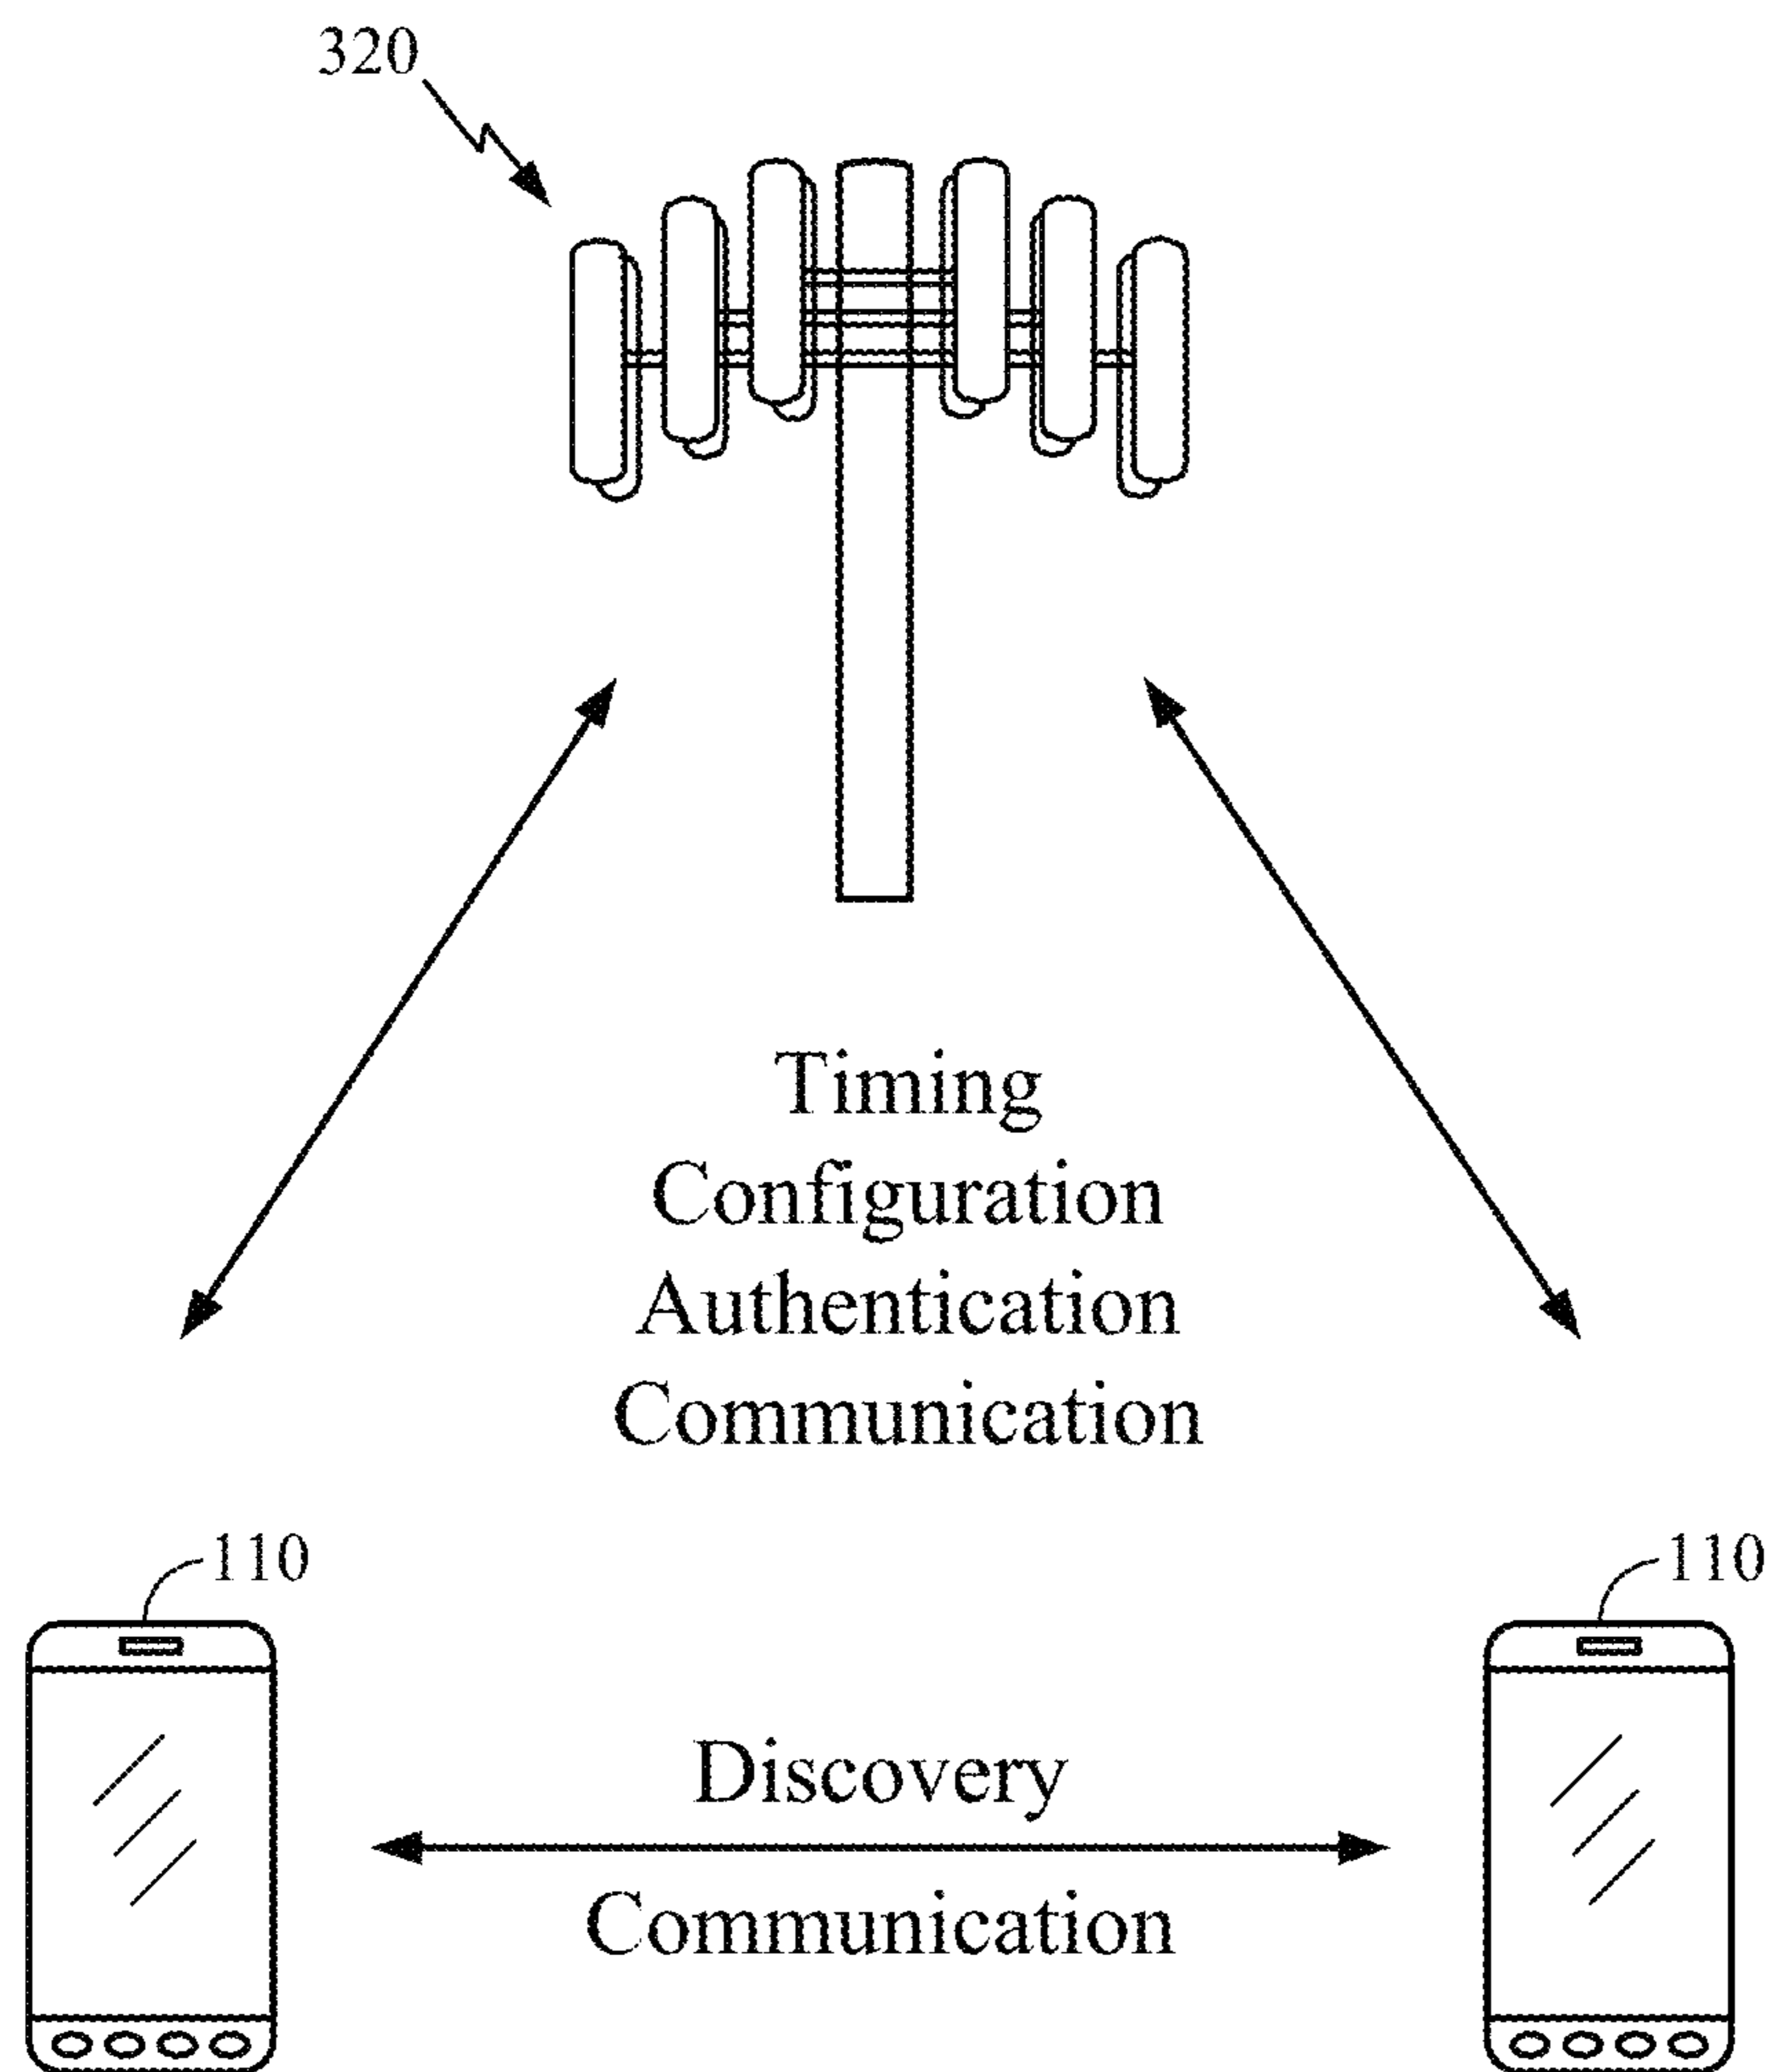 320
Timing
Configuration
Authentication
Communication
110
110
Discovery
Communication